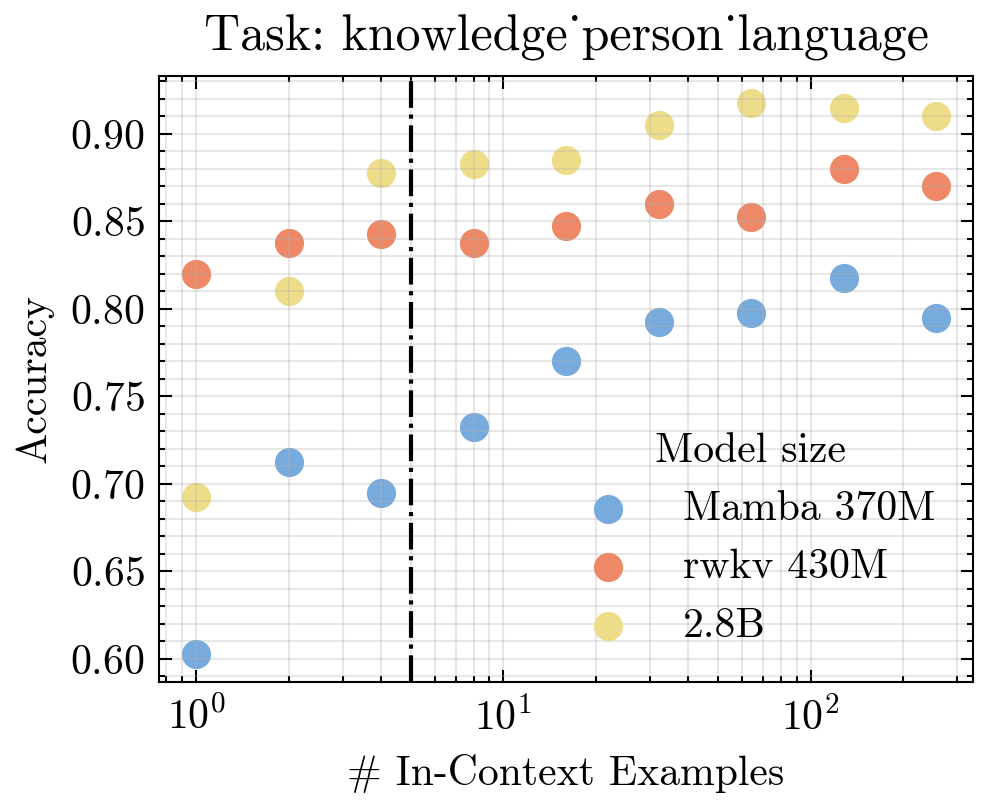 Task: knowledge ̇person ̇language
0.90
0.85
0.80
0.75
0.70
0.65
0.60
Accuracy
Model size
Mamba 370M
rwkv 430M
2.8B
10⁰ 10¹ 10²
# In-Context Examples